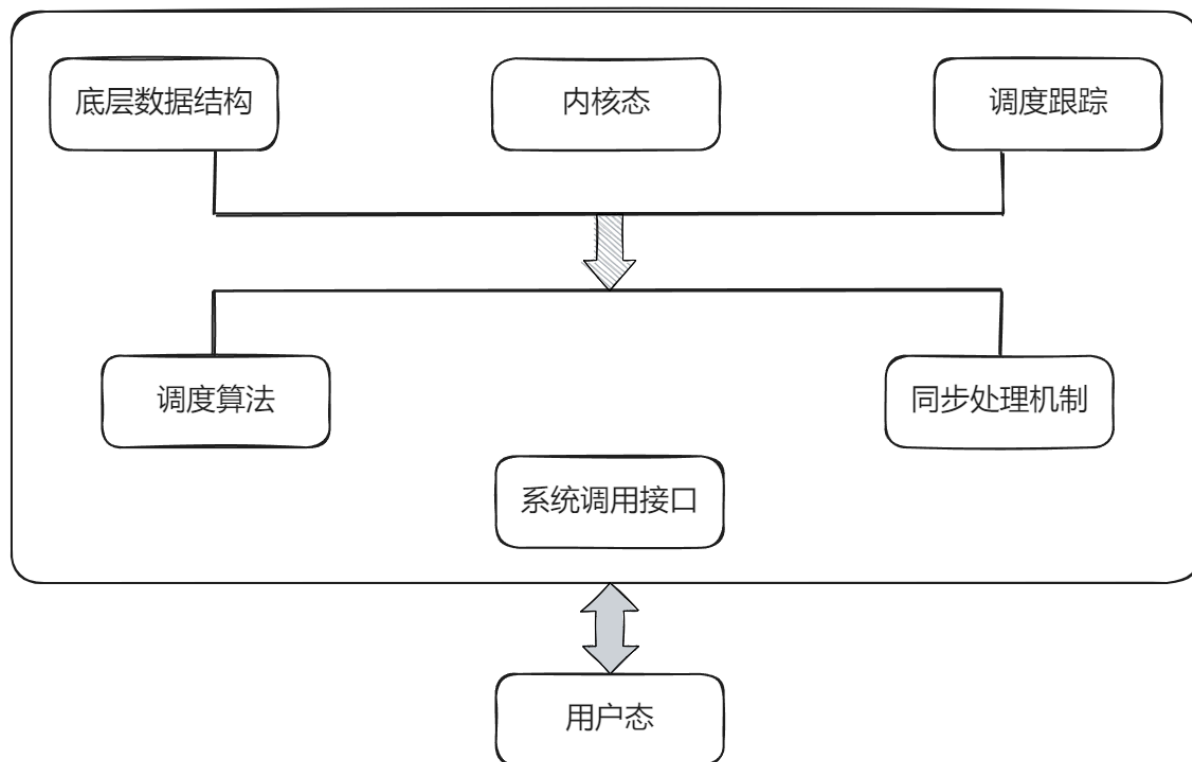 底层数据结构
内核态
调度跟踪
调度算法
同步处理机制
系统调用接口
用户态